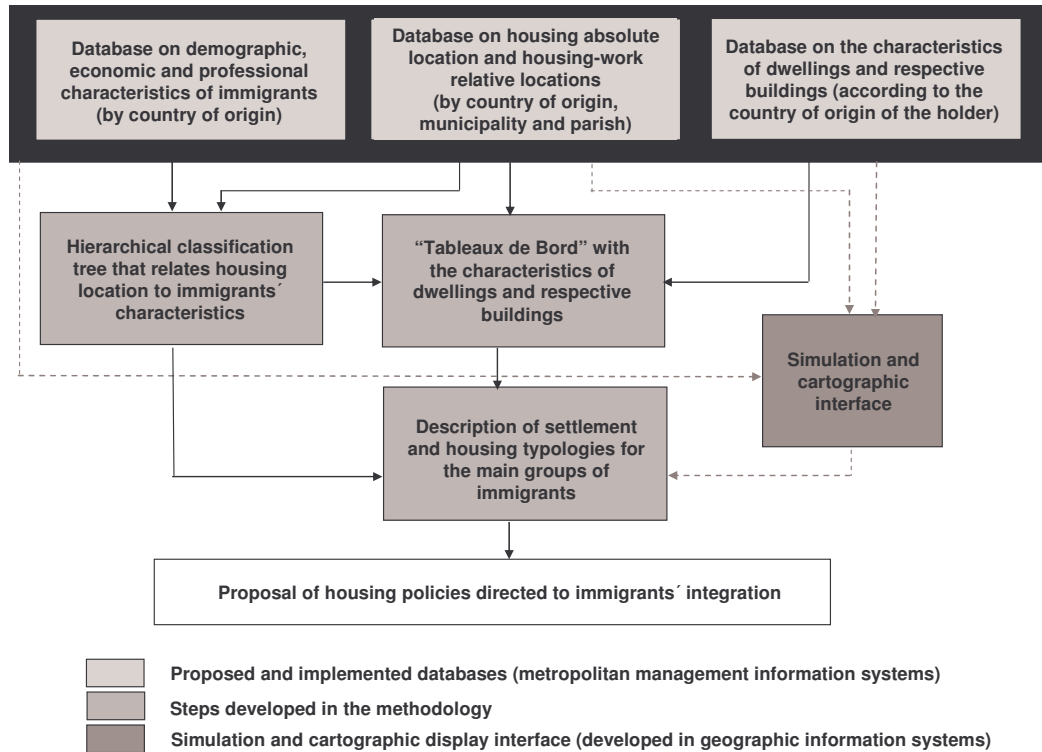 Database on demographic,
economic and professional
characteristics of immigrants
(by country of origin)
Database on housing absolute
location and housing-work
relative locations
(by country of origin,
municipality and parish)
Database on the characteristics
of dwellings and respective
buildings (according to the
country of origin of the holder)
Hierarchical classification
tree that relates housing
location to immigrants´
characteristics
“Tableaux de Bord” with
the characteristics of
dwellings and respective
buildings
Simulation and
cartographic
interface
Description of settlement
and housing typologies for
the main groups of
immigrants
Proposal of housing policies directed to immigrants´ integration
Proposed and implemented databases (metropolitan management information systems)
Steps developed in the methodology
Simulation and cartographic display interface (developed in geographic information systems)